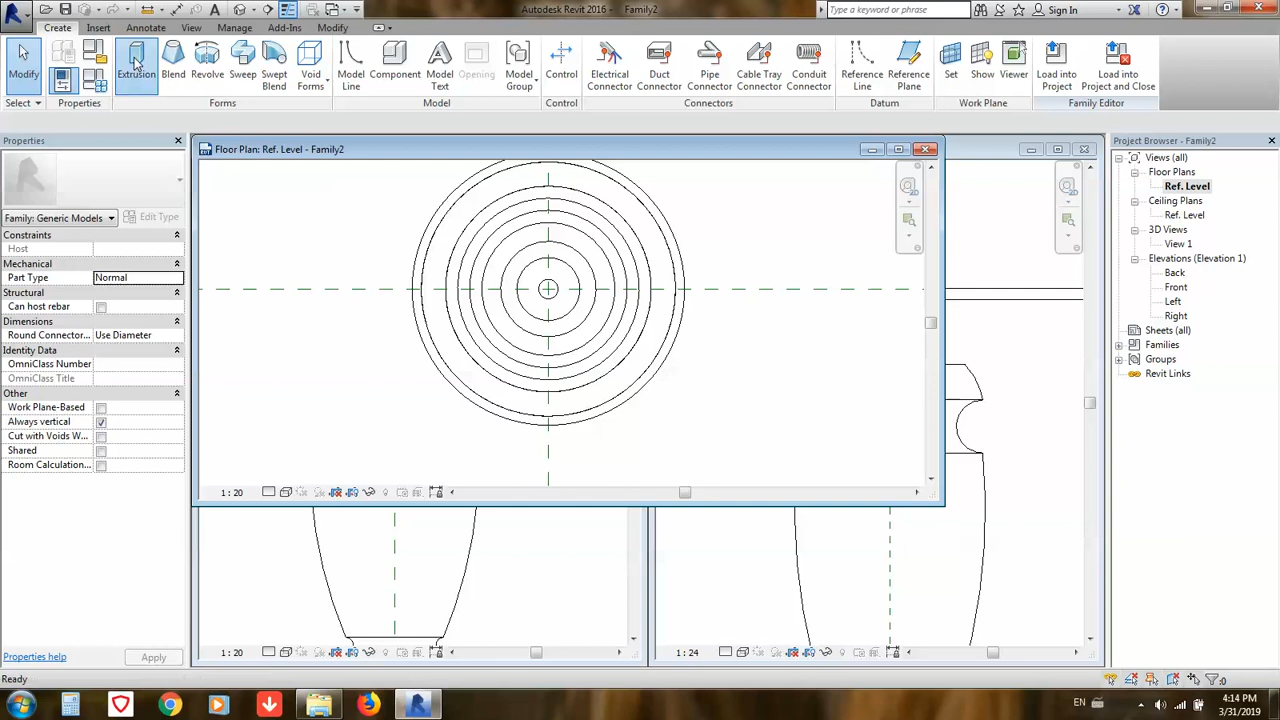 Autodesk Revit 2016 -    Family2
Type a keyword or phrase
Sign In
Create
Insert
Annotate
View
Manage
Add-Ins
Modify
Modify
Extrusion
Blend
Revolve
Sweep
Swept
Blend
Void
Forms
Model
Line
Component
Model
Text
Opening
Model
Group
Control
Electrical
Connector
Duct
Connector
Pipe
Connector
Cable Tray
Connector
Conduit
Connector
Reference
Line
Reference
Plane
Set
Show
Viewer
Load into
Project
Load into
Project and Close
Select
Properties
Forms
Model
Control
Connectors
Datum
Work Plane
Family Editor
Properties
Family: Generic Models
Edit Type
Constraints
Host
Mechanical
Part Type
Normal
Structural
Can host rebar
Dimensions
Round Connector...
Use Diameter
Identity Data
OmniClass Number
OmniClass Title
Other
Work Plane-Based
Always vertical
Cut with Voids W...
Shared
Room Calculation...
Properties help
Apply
Floor Plan: Ref. Level - Family2
2D
2D
1 : 20
1 : 20
1 : 24
Project Browser - Family2
Views (all)
Floor Plans
Ref. Level
Ceiling Plans
Ref. Level
3D Views
View 1
Elevations (Elevation 1)
Back
Front
Left
Right
Sheets (all)
Families
Groups
Revit Links
Ready
:0
EN
4:14 PM
3/31/2019